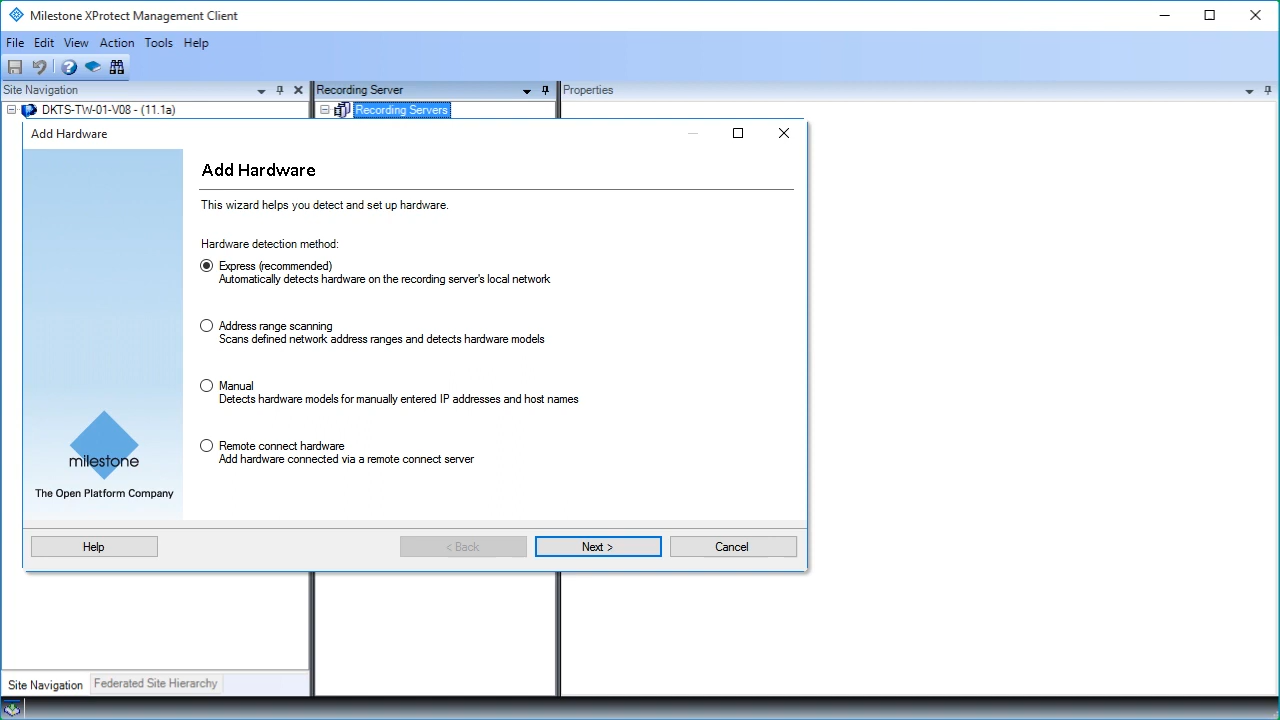 Milestone XProtect Management Client
File Edit View Action Tools Help
Site Navigation
Recording Server
Properties
DKTS-TW-01-V08 - (11.1a)
Recording Servers
Add Hardware
Add Hardware
This wizard helps you detect and set up hardware.
Hardware detection method:
Express (recommended)
Automatically detects hardware on the recording server's local network
Address range scanning
Scans defined network address ranges and detects hardware models
Manual
Detects hardware models for manually entered IP addresses and host names
Remote connect hardware
Add hardware connected via a remote connect server
milestone
The Open Platform Company
Help
< Back
Next >
Cancel
Site Navigation
Federated Site Hierarchy